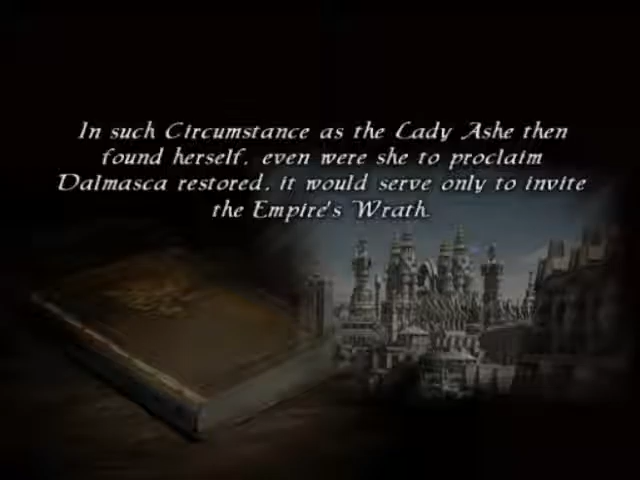 In such Circumstance as the Lady Ashe then
found herself, even were she to proclaim
Dalmasca restored, it would serve only to invite
the Empire's Wrath.